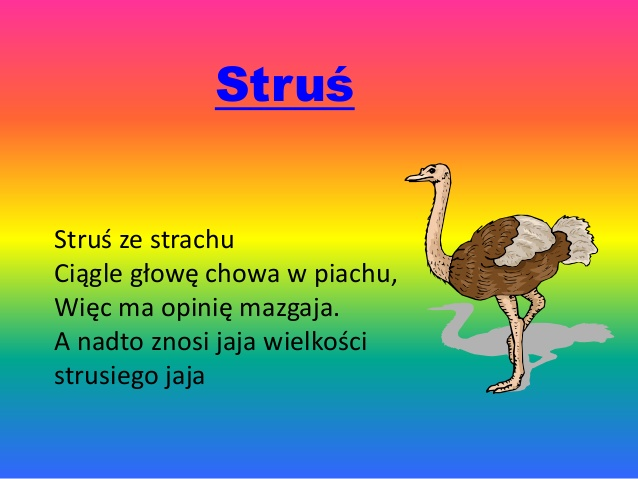 Struś
Struś ze strachu
Ciągle głowę chowa w piachu,
Więc ma opinię mazgaja.
A nadto znosi jaja wielkości
strusiego jaja